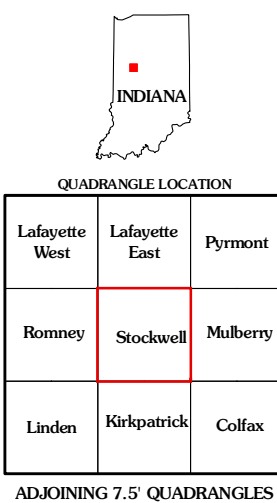 INDIANA
QUADRANGLE LOCATION
Lafayette West
Lafayette East
Pyrmont
Romney
Stockwell
Mulberry
Linden
Kirkpatrick
Colfax
ADJOINING 7.5' QUADRANGLES